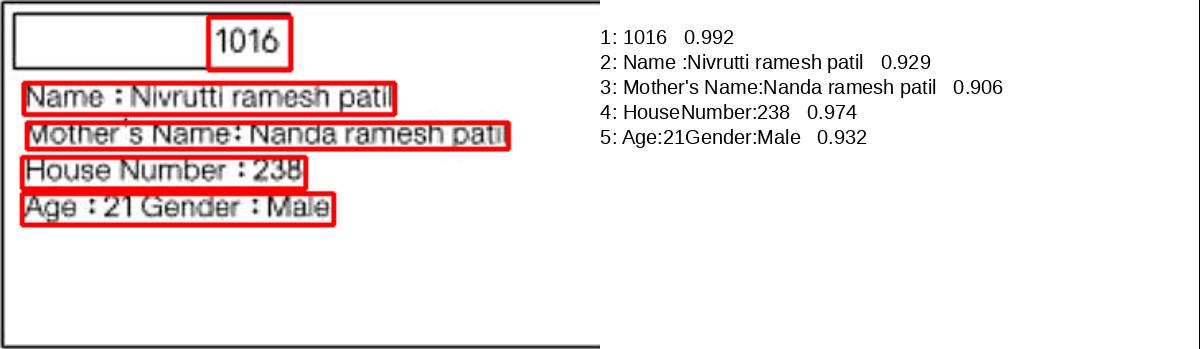 1016
Name : Nivrutti ramesh patil
Mother's Name: Nanda ramesh patil
House Number : 238
Age : 21 Gender : Male
1: 1016 0.992
2: Name :Nivrutti ramesh patil 0.929
3: Mother's Name:Nanda ramesh patil 0.906
4: HouseNumber:238 0.974
5: Age:21Gender:Male 0.932